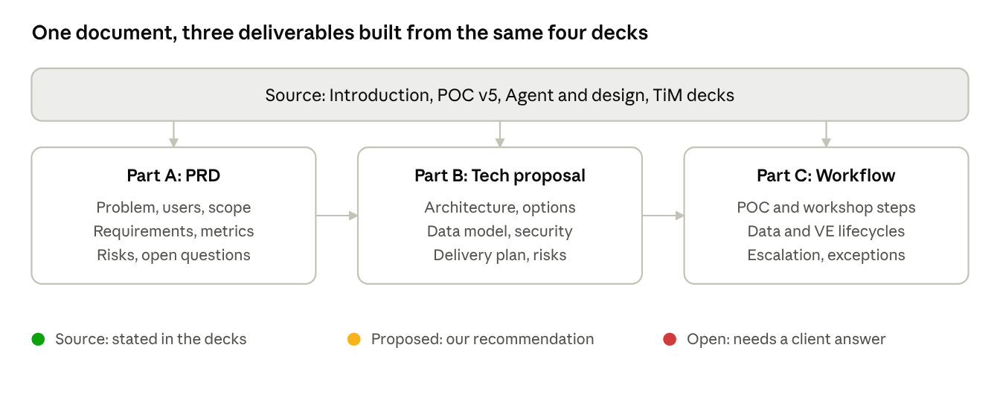 One document, three deliverables built from the same four decks
Source: Introduction, POC v5, Agent and design, TiM decks
Part A: PRD
Problem, users, scope
Requirements, metrics
Risks, open questions
Part B: Tech proposal
Architecture, options
Data model, security
Delivery plan, risks
Part C: Workflow
POC and workshop steps
Data and VE lifecycles
Escalation, exceptions
Source: stated in the decks
Proposed: our recommendation
Open: needs a client answer